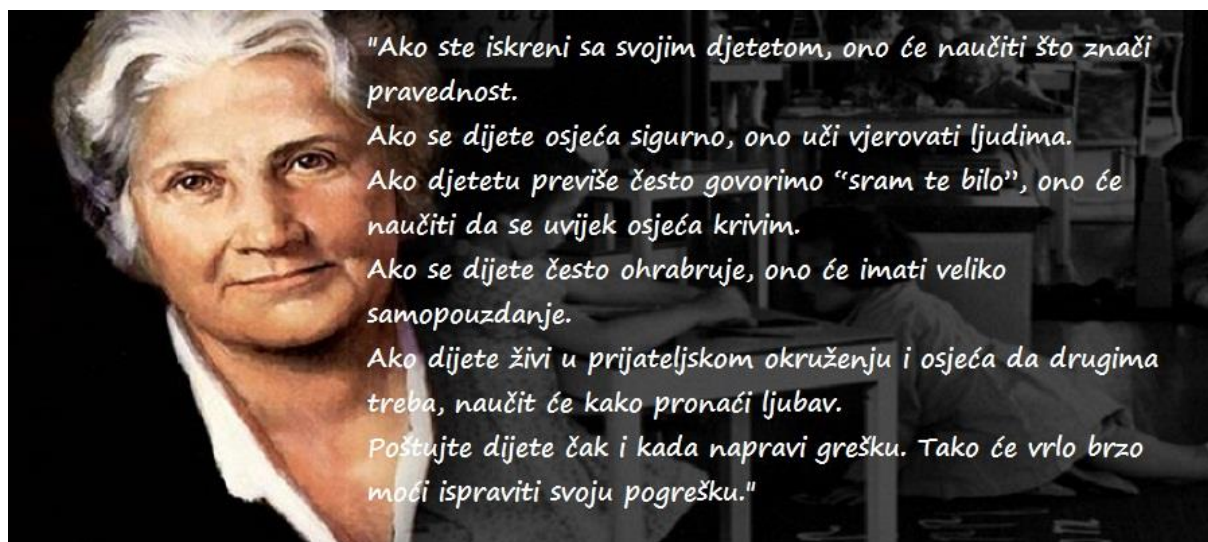 "Ako ste iskreni sa svojim djetetom, ono će naučiti što znači
pravednost.
Ako se dijete osjeća sigurno, ono uči vjerovati ljudima.
Ako djetetu previše često govorimo “sram te bilo”, ono će
naučiti da se uvijek osjeća krivim.
Ako se dijete često ohrabruje, ono će imati veliko
samopouzdanje.
Ako dijete živi u prijateljskom okruženju i osjeća da drugima
treba, naučit će kako pronaći ljubav.
Poštujte dijete čak i kada napravi grešku. Tako će vrlo brzo
moći ispraviti svoju pogrešku."